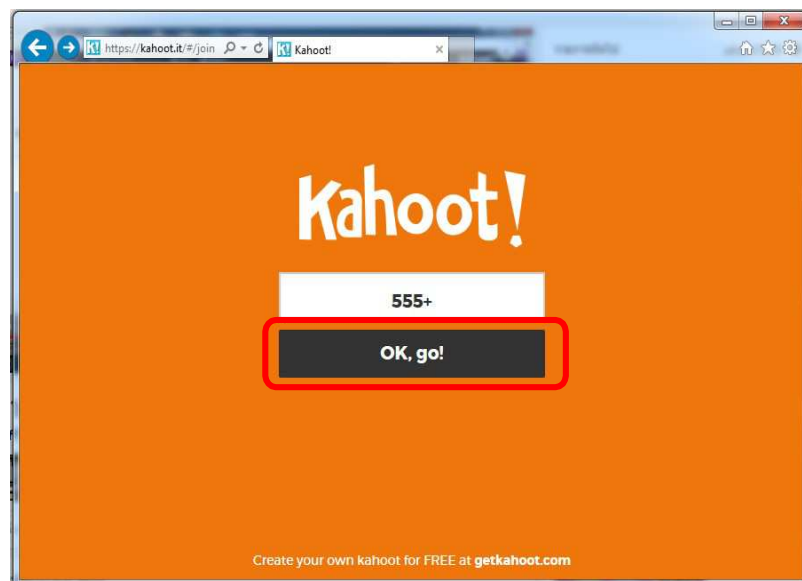 https://kahoot.it/#/join
Kahoot!
Kahoot!
555+
OK, go!
Create your own kahoot for FREE at getkahoot.com